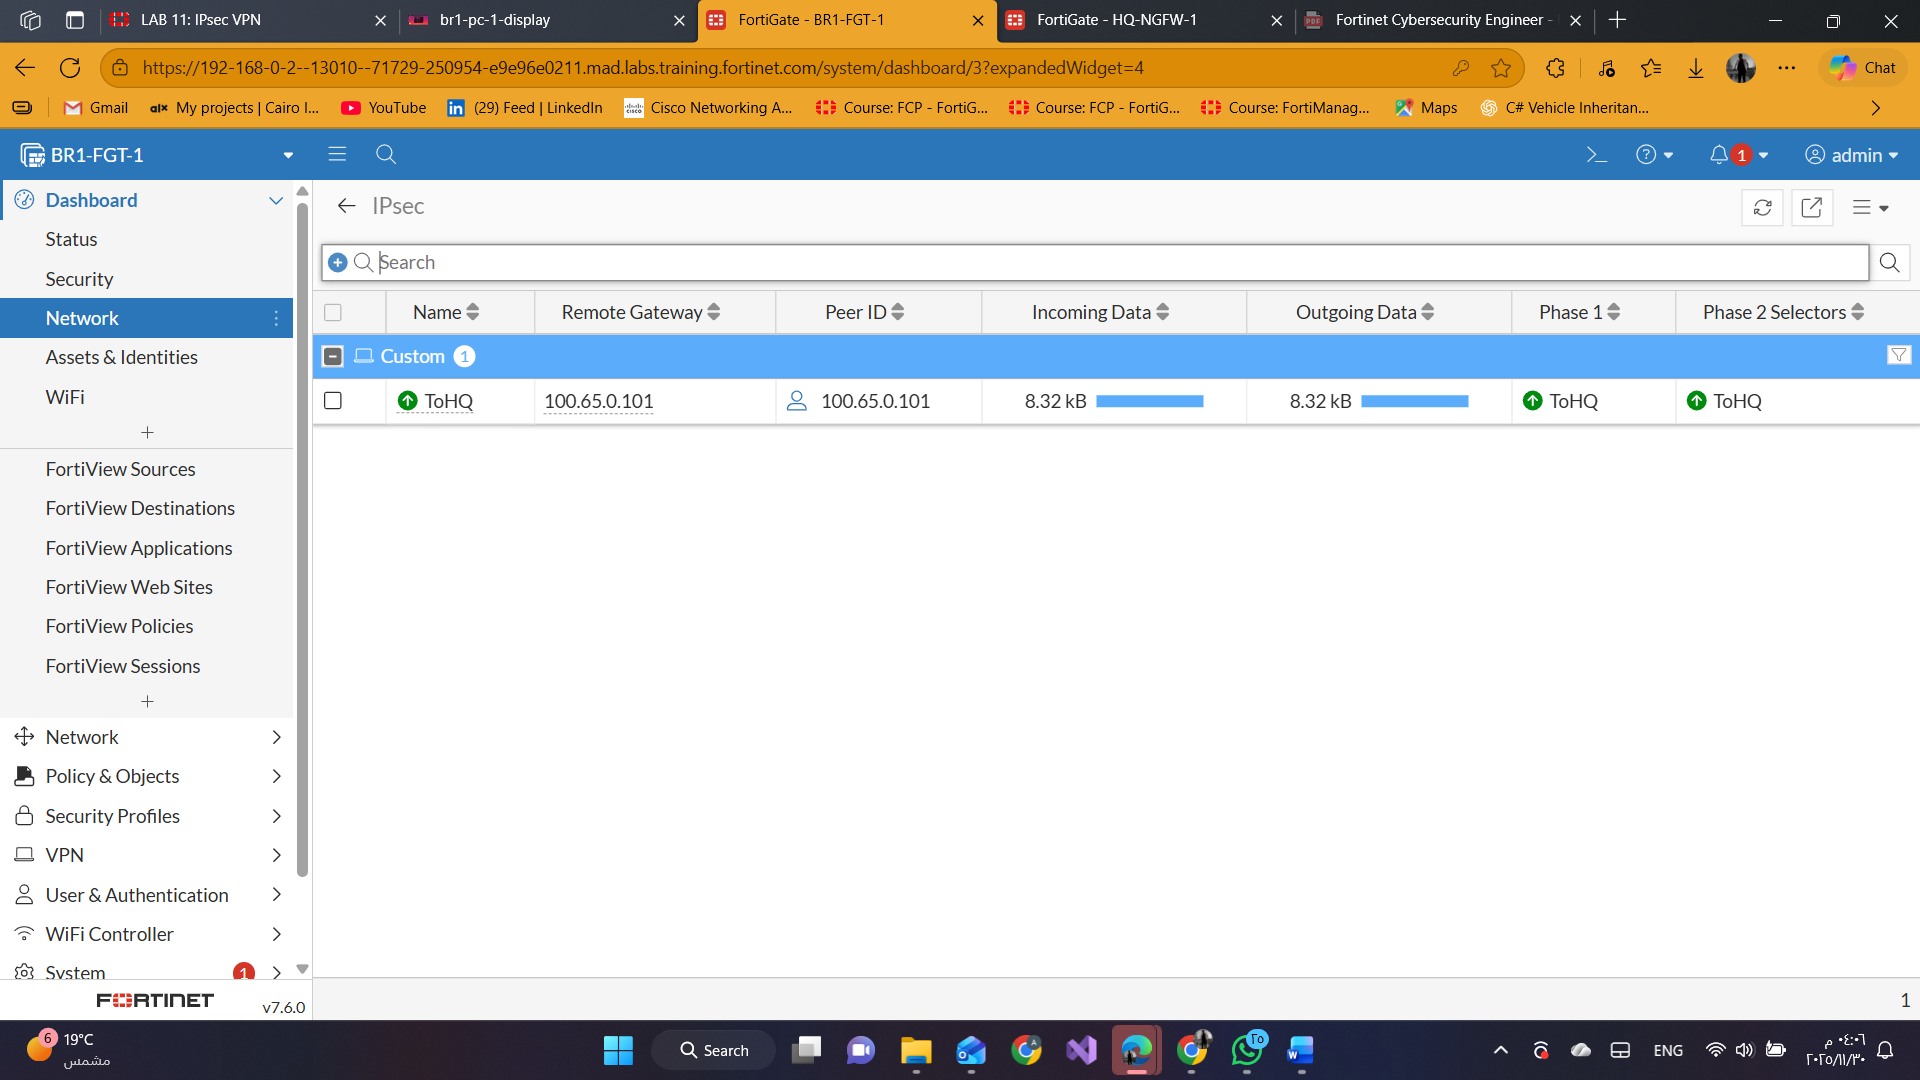 LAB 11: IPsec VPN
br1-pc-1-display
FortiGate - BR1-FGT-1
FortiGate - HQ-NGFW-1
Fortinet Cybersecurity Engineer -
https://192-168-0-2--13010--71729-250954-e9e96e0211.mad.labs.training.fortinet.com/system/dashboard/3?expandedWidget=4
Chat
Gmail
My projects | Cairo I...
YouTube
(29) Feed | LinkedIn
Cisco Networking A...
Course: FCP - FortiG...
Course: FCP - FortiG...
Course: FortiManag...
Maps
C# Vehicle Inheritan...
BR1-FGT-1
1
admin
Dashboard
Status
Security
Network
Assets & Identities
WiFi
FortiView Sources
FortiView Destinations
FortiView Applications
FortiView Web Sites
FortiView Policies
FortiView Sessions
Network
Policy & Objects
Security Profiles
VPN
User & Authentication
WiFi Controller
System
1
FORTINET
v7.6.0
IPsec
Search
Name
Remote Gateway
Peer ID
Incoming Data
Outgoing Data
Phase 1
Phase 2 Selectors
Custom 1
ToHQ
100.65.0.101
100.65.0.101
8.32 kB
8.32 kB
ToHQ
ToHQ
1
6
19°C
مشمس
Search
٢٥
ENG
٠٤:٠٦ م
٢٠٢٥/١١/٣٠